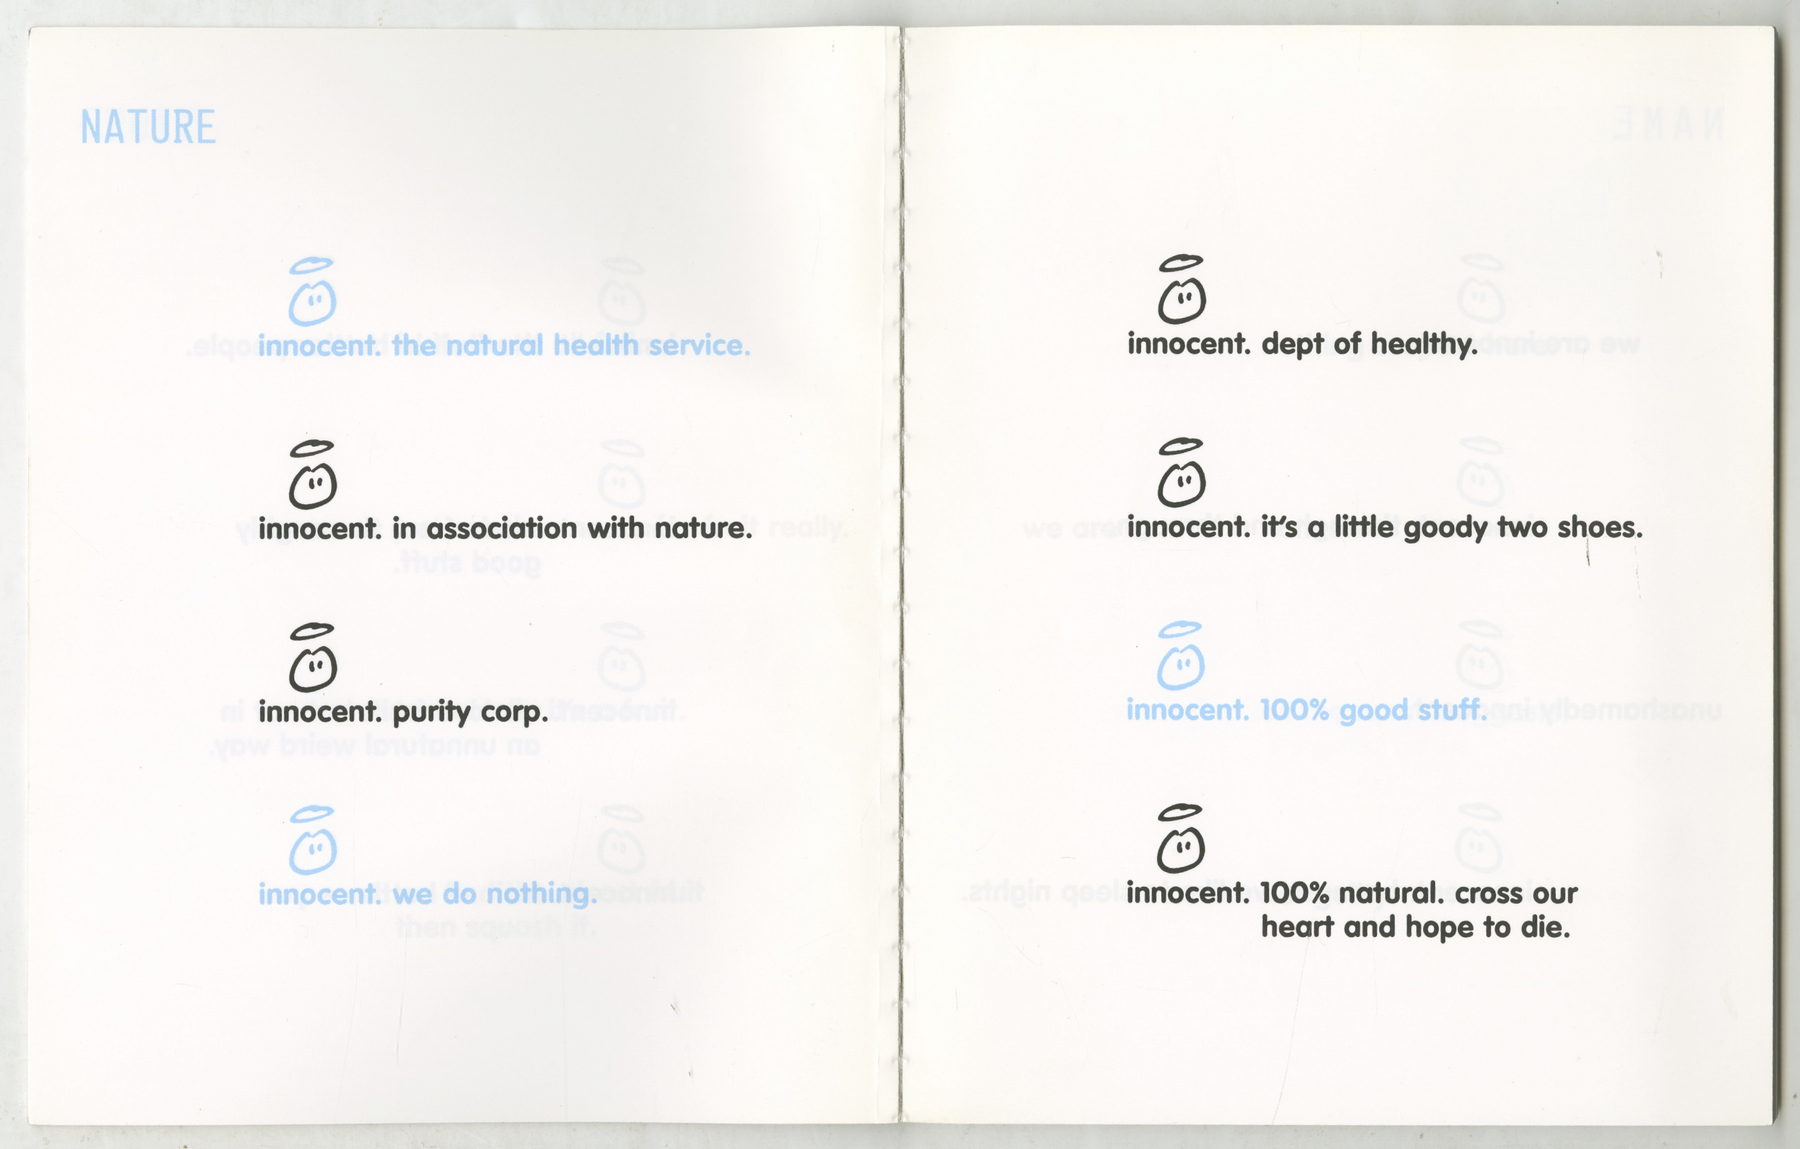 NATURE
innocent. the natural health service.
innocent. in association with nature.
innocent. purity corp.
innocent. we do nothing.
innocent. dept of healthy.
innocent. it's a little goody two shoes.
innocent. 100% good stuff.
innocent. 100% natural. cross our
heart and hope to die.